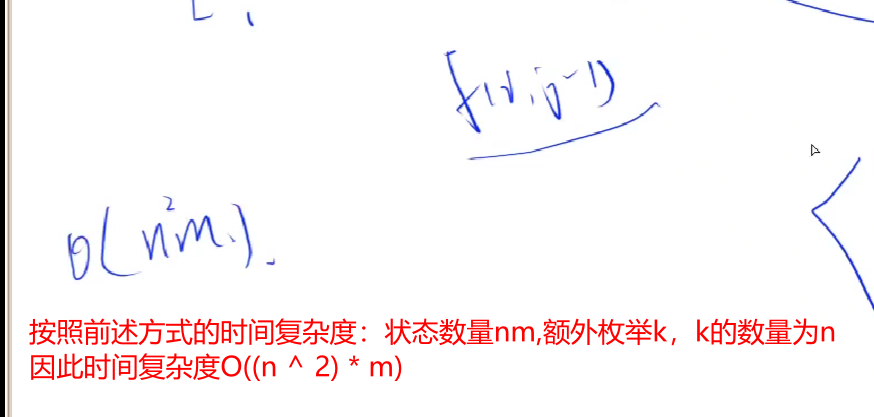 f(i, j-1)
O(n²m).
按照前述方式的时间复杂度：状态数量nm,额外枚举k，k的数量为n
因此时间复杂度O((n ^ 2) * m)